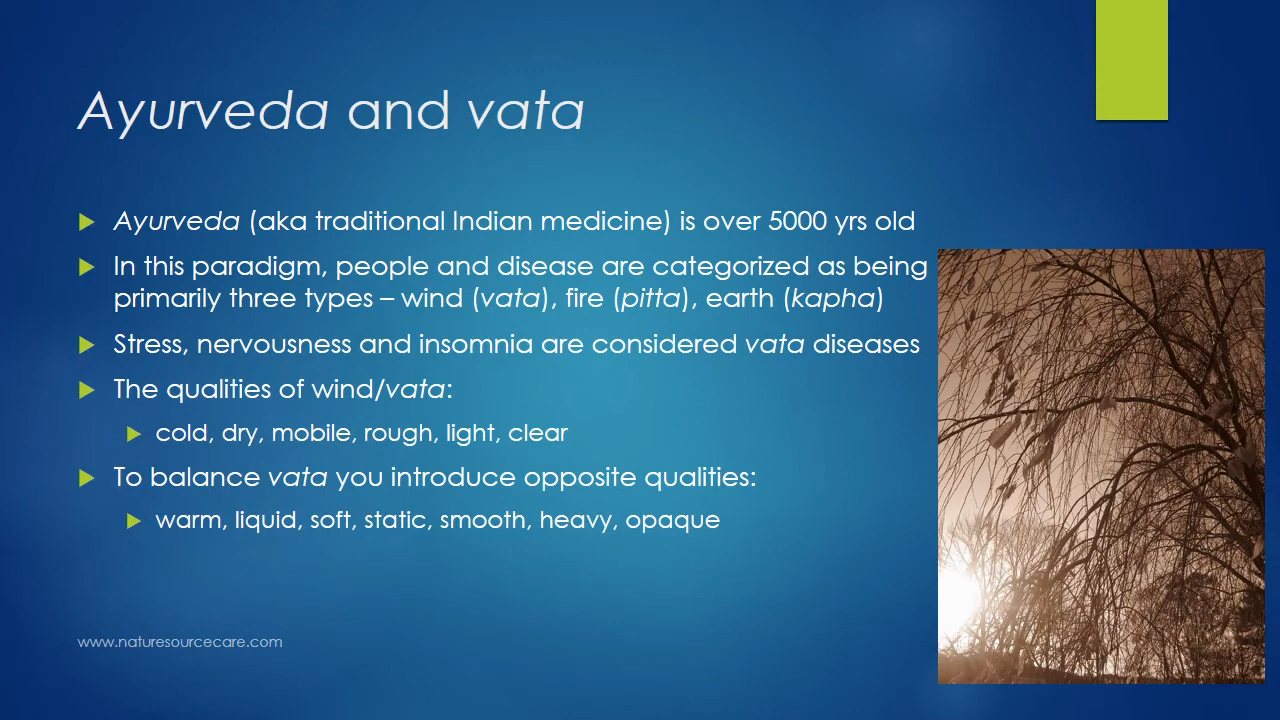 Ayurveda and vata
Ayurveda (aka traditional Indian medicine) is over 5000 yrs old
In this paradigm, people and disease are categorized as being
primarily three types – wind (vata), fire (pitta), earth (kapha)
Stress, nervousness and insomnia are considered vata diseases
The qualities of wind/vata:
cold, dry, mobile, rough, light, clear
To balance vata you introduce opposite qualities:
warm, liquid, soft, static, smooth, heavy, opaque
www.naturesourcecare.com